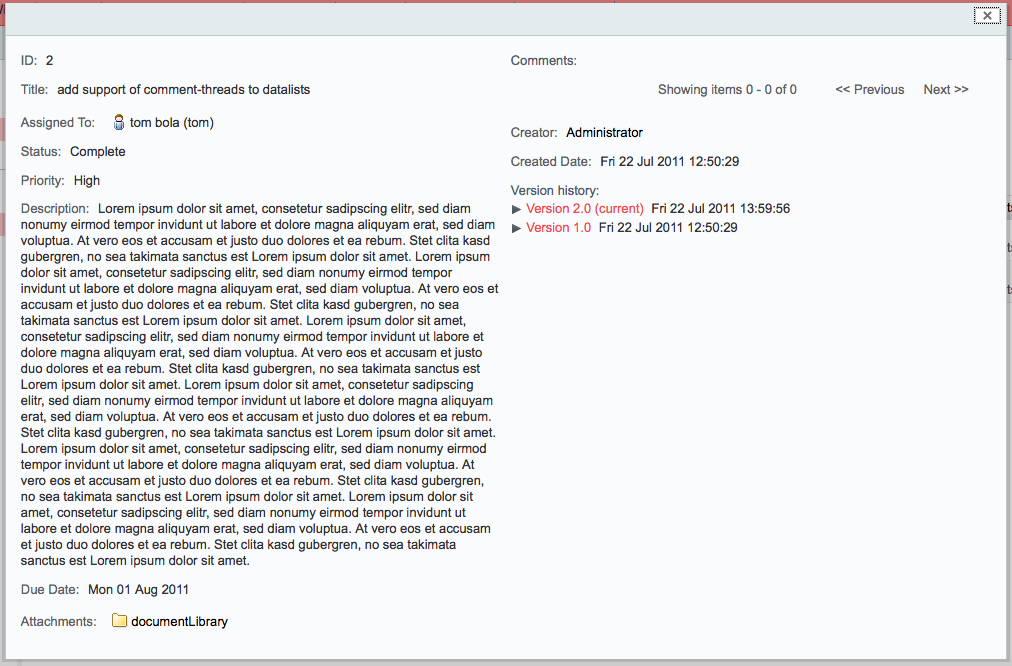 ID: 2
Title: add support of comment-threads to datalists
Assigned To: tom bola (tom)
Status: Complete
Priority: High
Description: Lorem ipsum dolor sit amet, consetetur sadipscing elitr, sed diam
nonumy eirmod tempor invidunt ut labore et dolore magna aliquyam erat, sed diam
voluptua. At vero eos et accusam et justo duo dolores et ea rebum. Stet clita kasd
gubergren, no sea takimata sanctus est Lorem ipsum dolor sit amet. Lorem ipsum
dolor sit amet, consetetur sadipscing elitr, sed diam nonumy eirmod tempor
invidunt ut labore et dolore magna aliquyam erat, sed diam voluptua. At vero eos et
accusam et justo duo dolores et ea rebum. Stet clita kasd gubergren, no sea
takimata sanctus est Lorem ipsum dolor sit amet. Lorem ipsum dolor sit amet,
consetetur sadipscing elitr, sed diam nonumy eirmod tempor invidunt ut labore et
dolore magna aliquyam erat, sed diam voluptua. At vero eos et accusam et justo
duo dolores et ea rebum. Stet clita kasd gubergren, no sea takimata sanctus est
Lorem ipsum dolor sit amet. Lorem ipsum dolor sit amet, consetetur sadipscing
elitr, sed diam nonumy eirmod tempor invidunt ut labore et dolore magna aliquyam
erat, sed diam voluptua. At vero eos et accusam et justo duo dolores et ea rebum.
Stet clita kasd gubergren, no sea takimata sanctus est Lorem ipsum dolor sit amet.
Lorem ipsum dolor sit amet, consetetur sadipscing elitr, sed diam nonumy eirmod
tempor invidunt ut labore et dolore magna aliquyam erat, sed diam voluptua. At
vero eos et accusam et justo duo dolores et ea rebum. Stet clita kasd gubergren,
no sea takimata sanctus est Lorem ipsum dolor sit amet. Lorem ipsum dolor sit
amet, consetetur sadipscing elitr, sed diam nonumy eirmod tempor invidunt ut
labore et dolore magna aliquyam erat, sed diam voluptua. At vero eos et accusam
et justo duo dolores et ea rebum. Stet clita kasd gubergren, no sea takimata
sanctus est Lorem ipsum dolor sit amet.
Due Date: Mon 01 Aug 2011
Attachments: documentLibrary
Comments:
Showing items 0 - 0 of 0 << Previous Next >>
Creator: Administrator
Created Date: Fri 22 Jul 2011 12:50:29
Version history:
Version 2.0 (current) Fri 22 Jul 2011 13:59:56
Version 1.0 Fri 22 Jul 2011 12:50:29